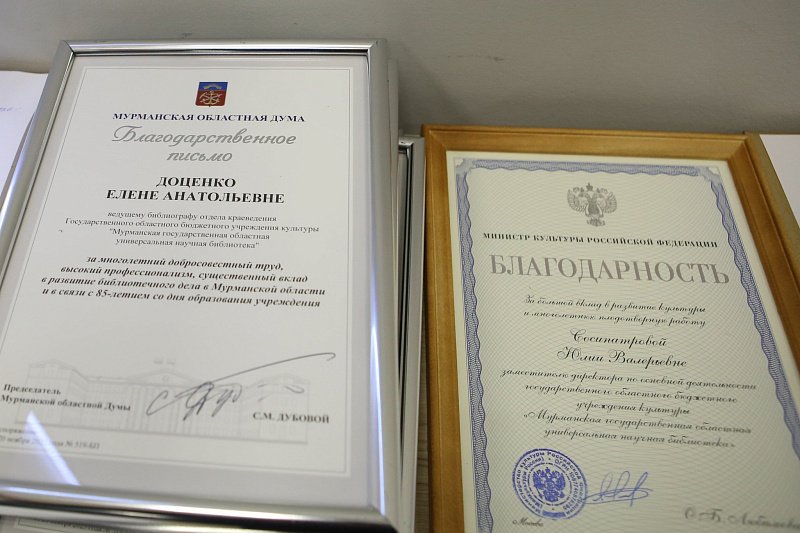 МУРМАНСКАЯ ОБЛАСТНАЯ ДУМА
Благодарственное
письмо
ДОЦЕНКО
ЕЛЕНЕ АНАТОЛЬЕВНЕ
ведущему библиографу отдела краеведения
Государственного областного бюджетного учреждения культуры
"Мурманская государственная областная
универсальная научная библиотека"
за многолетний добросовестный труд,
высокий профессионализм, существенный вклад
в развитие библиотечного дела в Мурманской области
и в связи с 85-летием со дня образования учреждения
Председатель
Мурманской областной Думы
С.М. ДУБОВОЙ
МИНИСТР КУЛЬТУРЫ РОССИЙСКОЙ ФЕДЕРАЦИИ
БЛАГОДАРНОСТЬ
За большой вклад в развитие культуры
и многолетнюю плодотворную работу
Сосипатровой
Юлии Валерьевне
заместителю директора по основной деятельности
государственного областного бюджетного
учреждения культуры
«Мурманская государственная областная
универсальная научная библиотека»
г.Москва
О.Б. Любимова